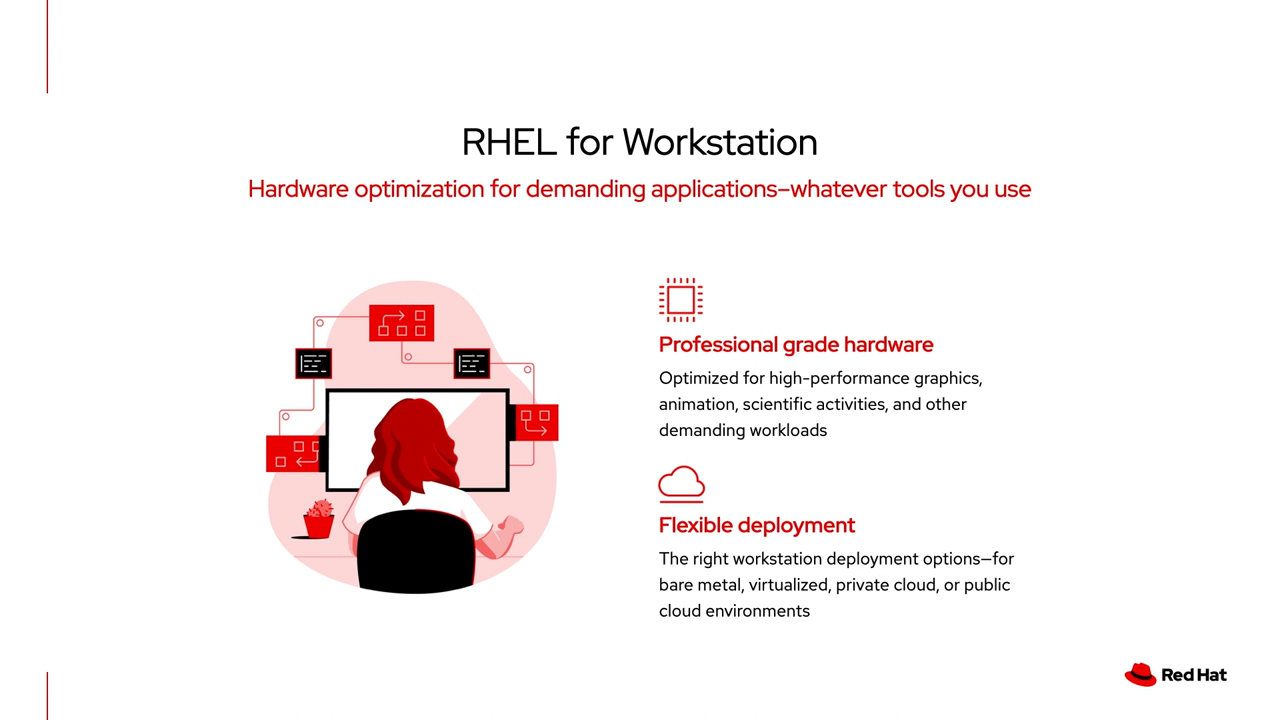 RHEL for Workstation
Hardware optimization for demanding applications–whatever tools you use
Professional grade hardware
Optimized for high-performance graphics,
animation, scientific activities, and other
demanding workloads
Flexible deployment
The right workstation deployment options—for
bare metal, virtualized, private cloud, or public
cloud environments
Red Hat